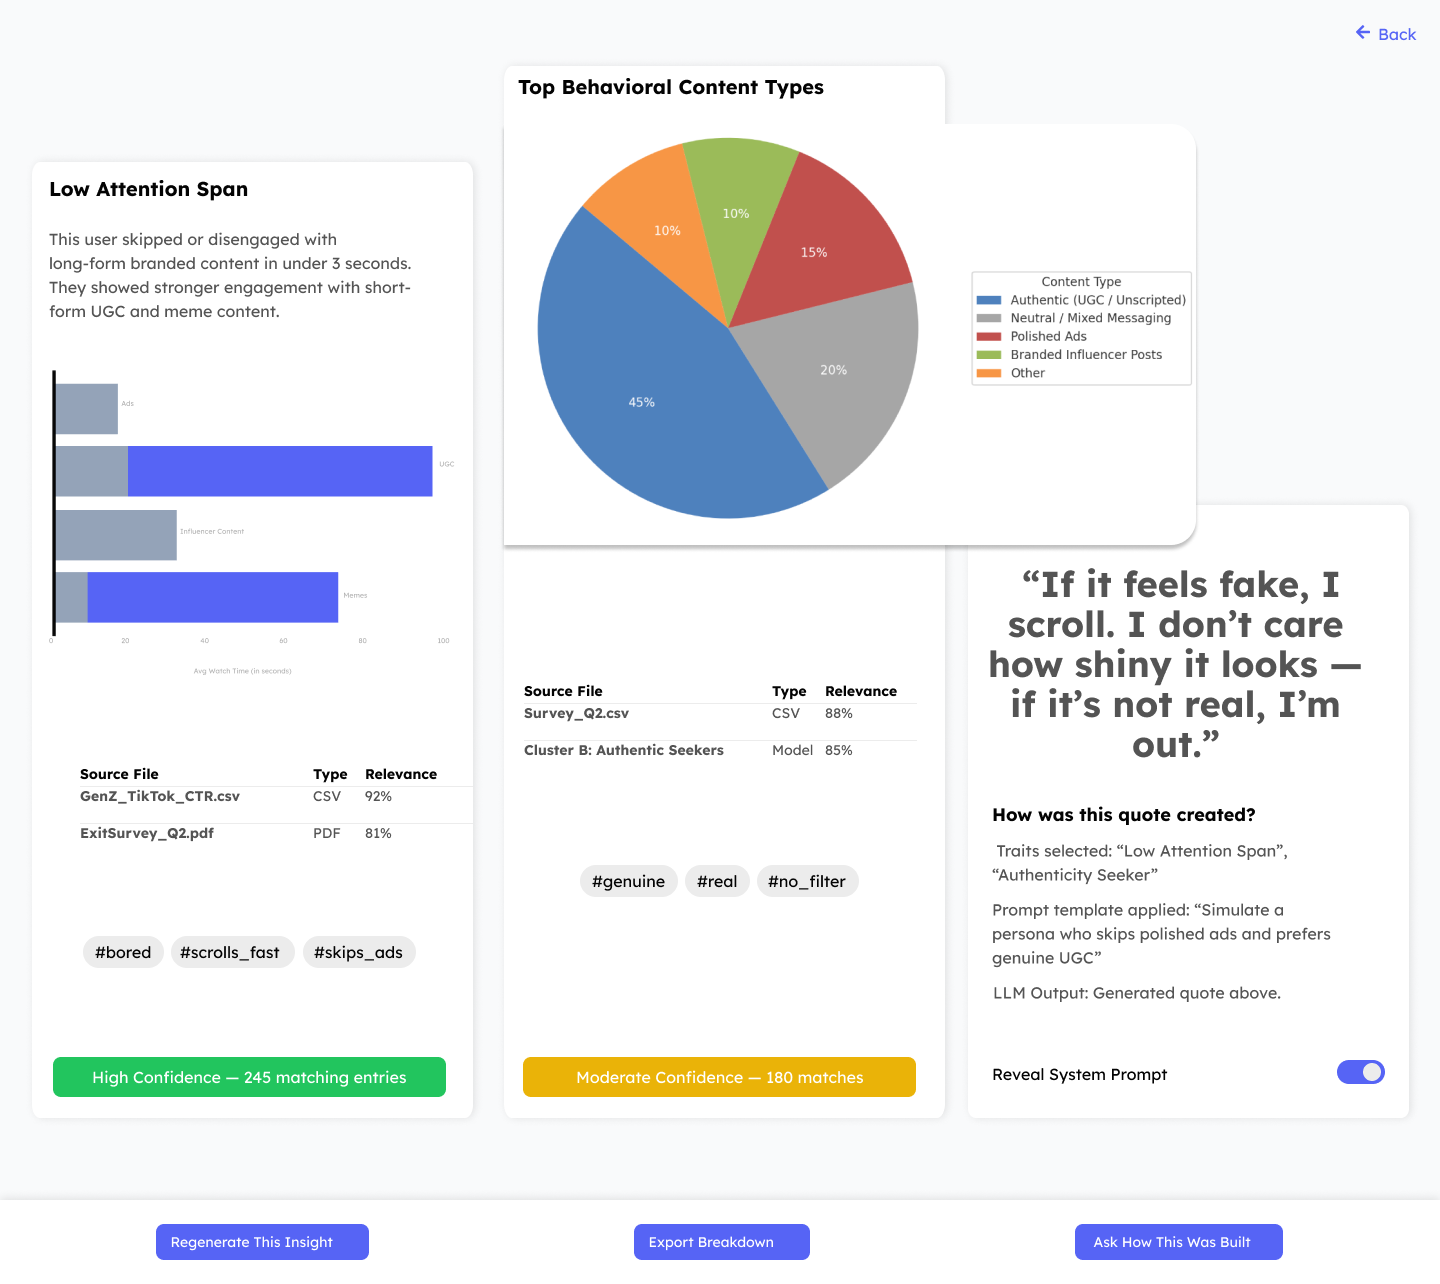 Back
Low Attention Span
This user skipped or disengaged with
long-form branded content in under 3 seconds.
They showed stronger engagement with short-
form UGC and meme content.
Ads
UGC
Influencer Content
Memes
0 20 40 60 80 100
Avg Watch Time (in seconds)
Source File Type Relevance
GenZ_TikTok_CTR.csv CSV 92%
ExitSurvey_Q2.pdf PDF 81%
#bored #scrolls_fast #skips_ads
High Confidence — 245 matching entries
Top Behavioral Content Types
10%
10%
15%
20%
45%
Content Type
Authentic (UGC / Unscripted)
Neutral / Mixed Messaging
Polished Ads
Branded Influencer Posts
Other
Source File Type Relevance
Survey_Q2.csv CSV 88%
Cluster B: Authentic Seekers Model 85%
#genuine #real #no_filter
Moderate Confidence — 180 matches
“If it feels fake, I
scroll. I don’t care
how shiny it looks —
if it’s not real, I’m
out.”
How was this quote created?
Traits selected: “Low Attention Span”,
“Authenticity Seeker”
Prompt template applied: “Simulate a
persona who skips polished ads and prefers
genuine UGC”
LLM Output: Generated quote above.
Reveal System Prompt
Regenerate This Insight
Export Breakdown
Ask How This Was Built